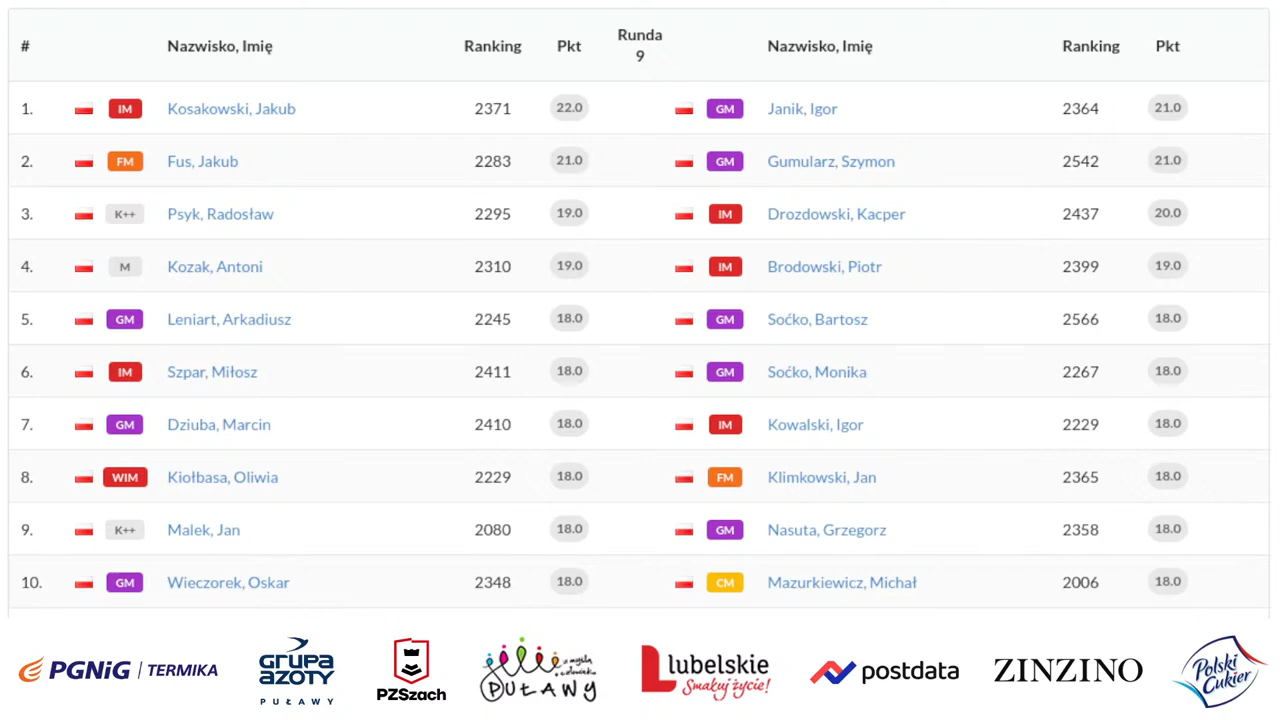 # Nazwisko, Imię Ranking Pkt Runda 9 Nazwisko, Imię Ranking Pkt
1. IM Kosakowski, Jakub 2371 22.0 GM Janik, Igor 2364 21.0
2. FM Fus, Jakub 2283 21.0 GM Gumularz, Szymon 2542 21.0
3. K++ Psyk, Radosław 2295 19.0 IM Drozdowski, Kacper 2437 20.0
4. M Kozak, Antoni 2310 19.0 IM Brodowski, Piotr 2399 19.0
5. GM Leniart, Arkadiusz 2245 18.0 GM Soćko, Bartosz 2566 18.0
6. IM Szpar, Miłosz 2411 18.0 GM Soćko, Monika 2267 18.0
7. GM Dziuba, Marcin 2410 18.0 IM Kowalski, Igor 2229 18.0
8. WIM Kiołbasa, Oliwia 2229 18.0 FM Klimkowski, Jan 2365 18.0
9. K++ Malek, Jan 2080 18.0 GM Nasuta, Grzegorz 2358 18.0
10. GM Wieczorek, Oskar 2348 18.0 CM Mazurkiewicz, Michał 2006 18.0
PGNiG | TERMIKA
GRUPA
AZOTY
PUŁAWY
PZSzach
z myślą
o człowieku
PUŁAWY
lubelskie
Smakuj życie!
postdata
ZINZINO
Polski
Cukier